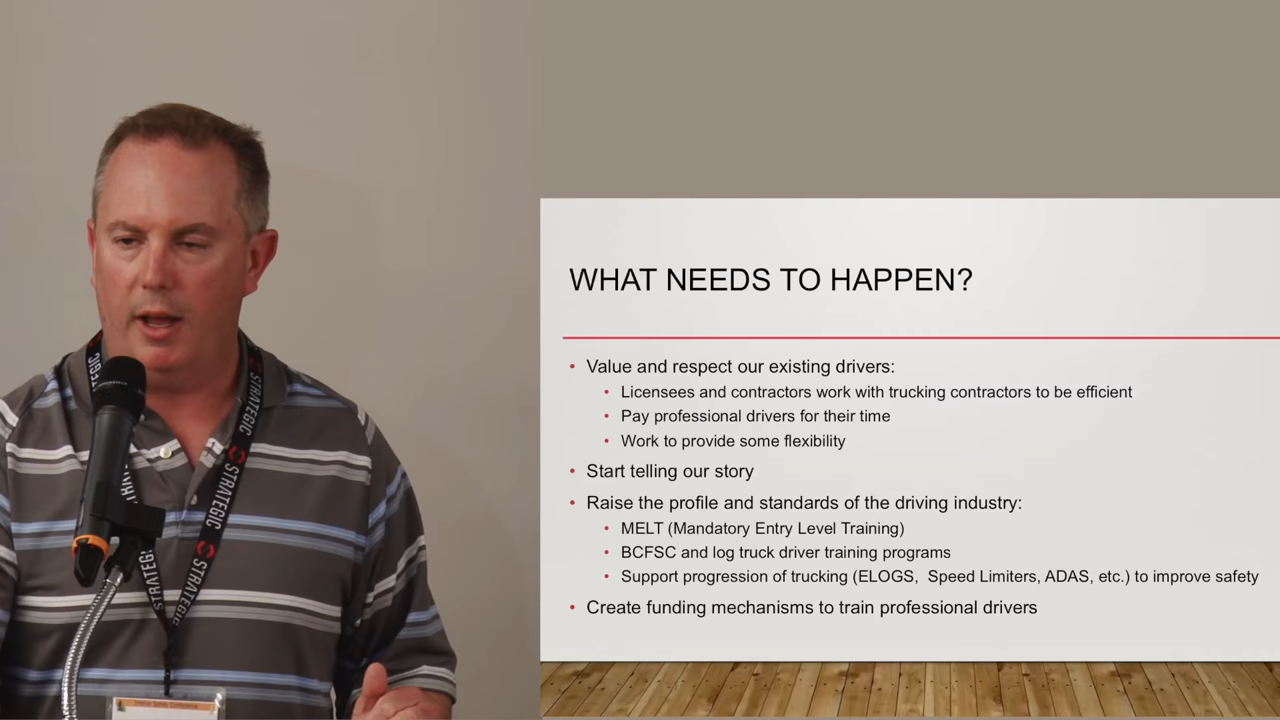 WHAT NEEDS TO HAPPEN?
• Value and respect our existing drivers:
• Licensees and contractors work with trucking contractors to be efficient
• Pay professional drivers for their time
• Work to provide some flexibility
• Start telling our story
• Raise the profile and standards of the driving industry:
• MELT (Mandatory Entry Level Training)
• BCFSC and log truck driver training programs
• Support progression of trucking (ELOGS, Speed Limiters, ADAS, etc.) to improve safety
• Create funding mechanisms to train professional drivers
STRATEGIC
STRATEGIC
STRATEGIC
STRATEGIC